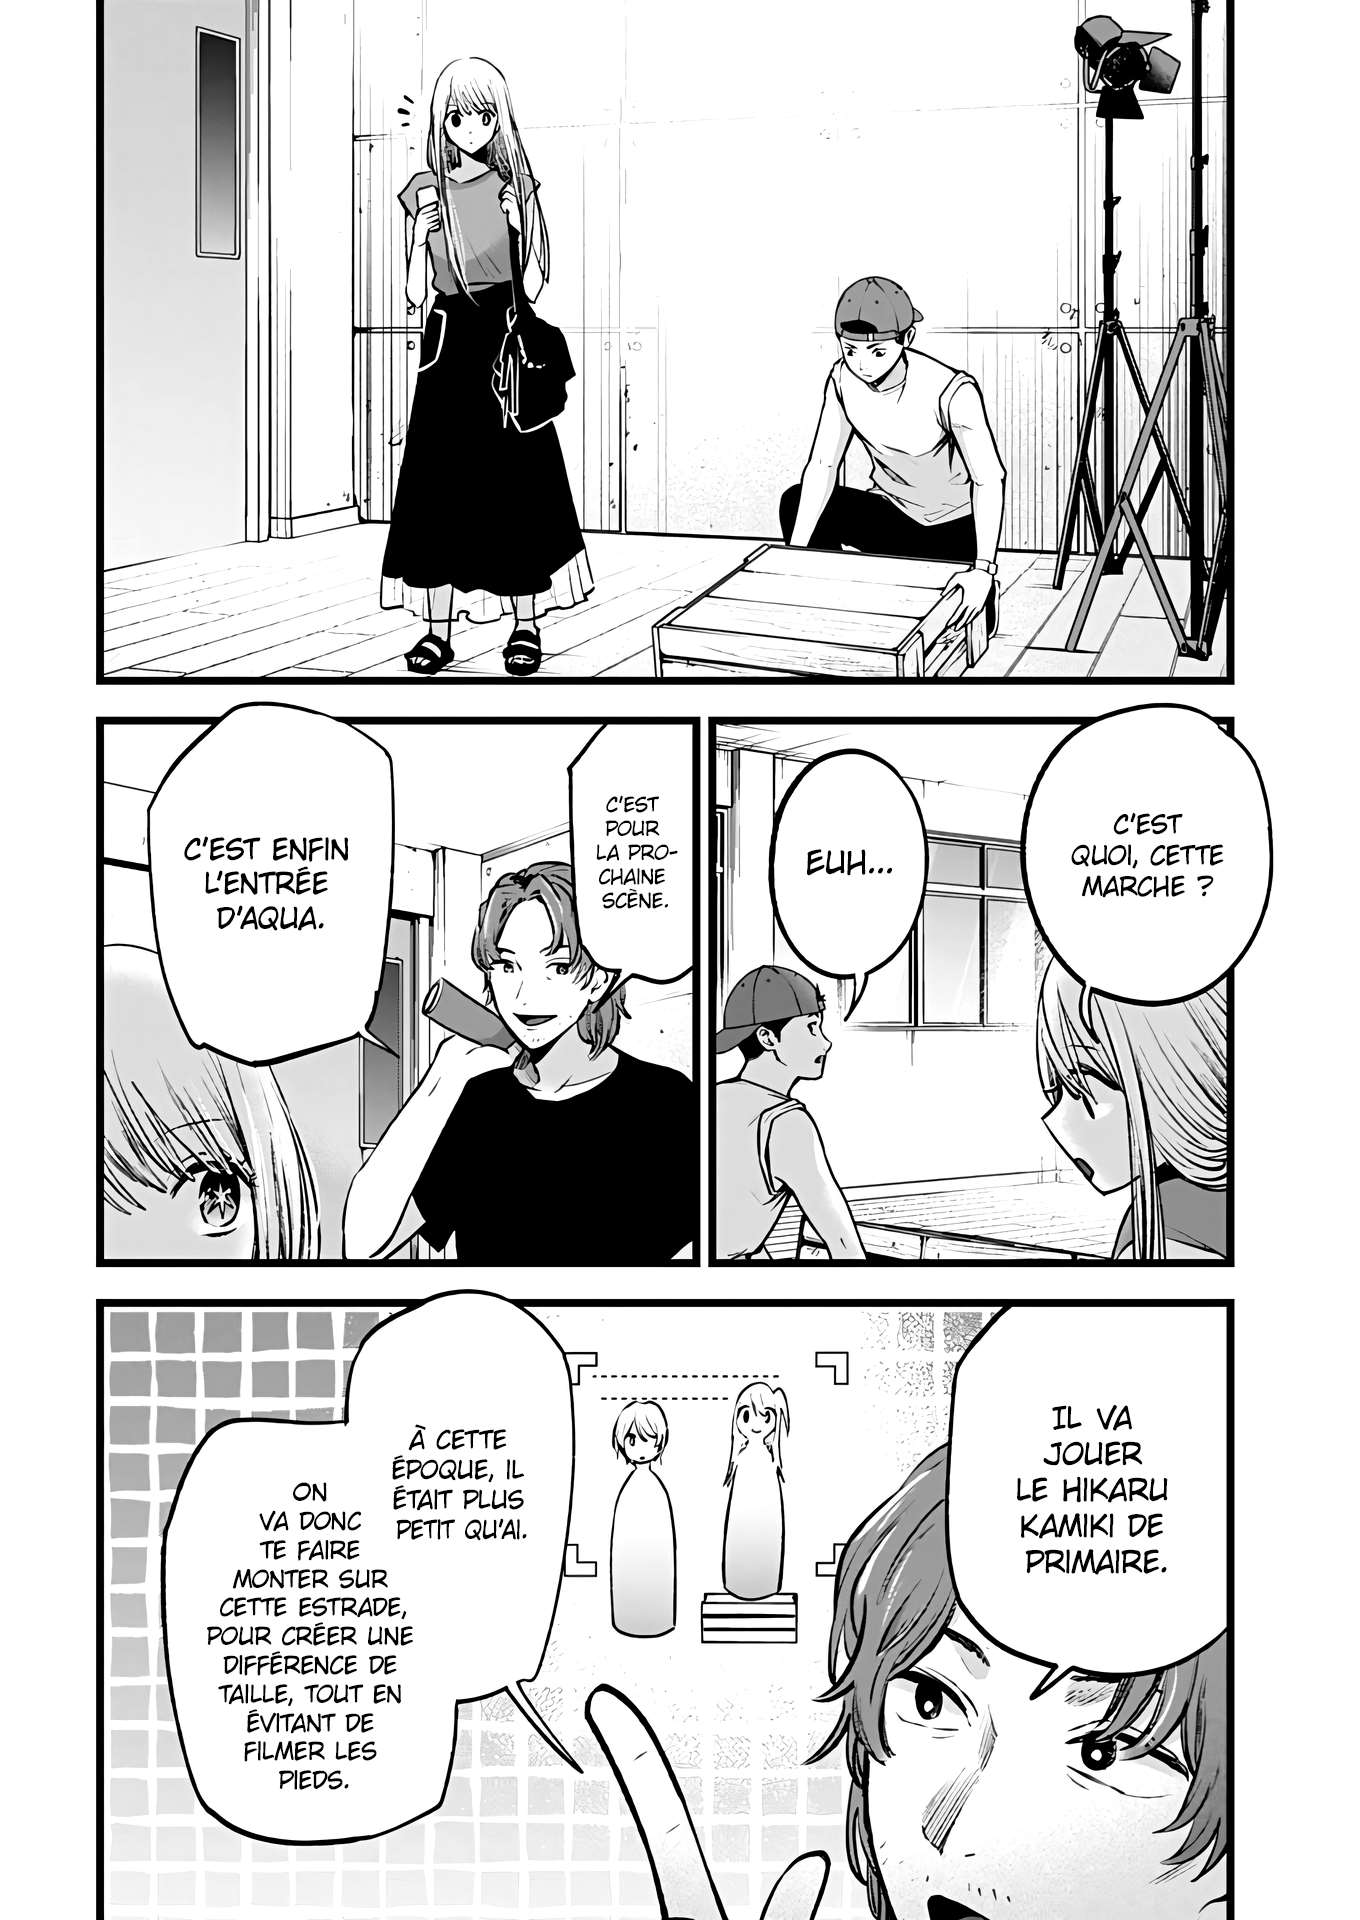 C'EST
QUOI, CETTE
MARCHE ?
EUH...
C'EST
POUR
LA PRO-
CHAINE
SCÈNE.
C'EST ENFIN
L'ENTRÉE
D'AQUA.
IL VA
JOUER
LE HIKARU
KAMIKI DE
PRIMAIRE.
À CETTE
ÉPOQUE, IL
ÉTAIT PLUS
PETIT QU'AI.
ON
VA DONC
TE FAIRE
MONTER SUR
CETTE ESTRADE,
POUR CRÉER UNE
DIFFÉRENCE DE
TAILLE, TOUT EN
ÉVITANT DE
FILMER LES
PIEDS.